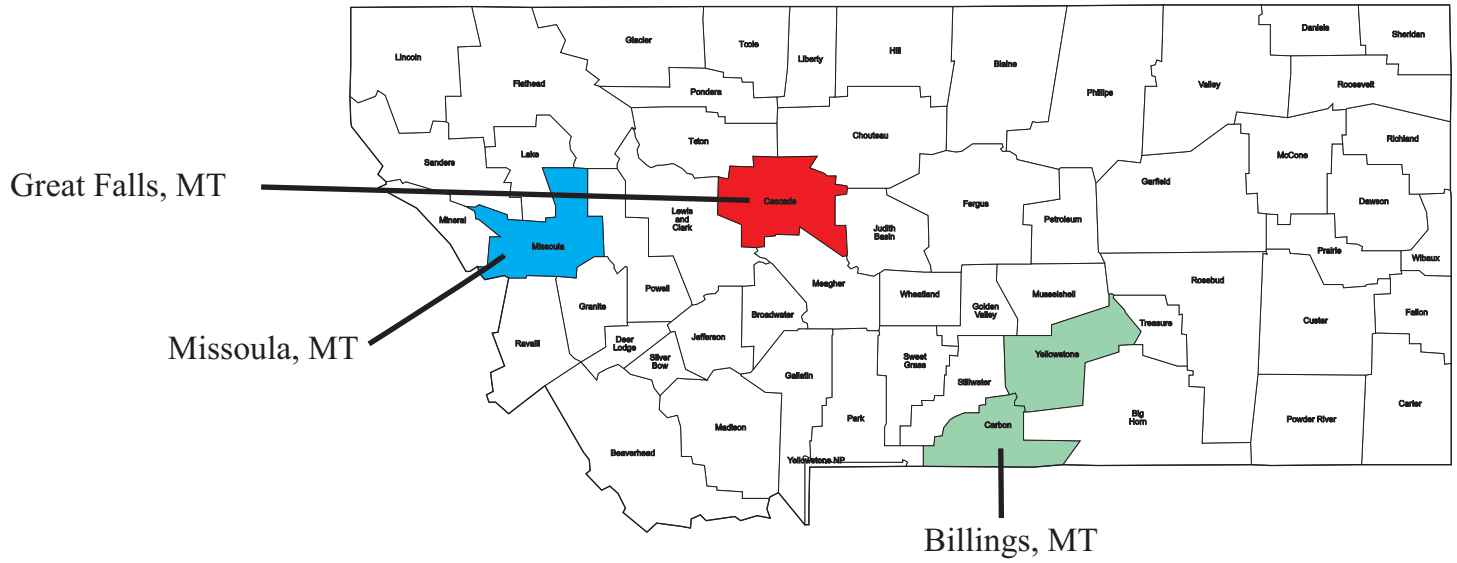 Daniels
Sheridan
Glacier
Toole
Hill
Liberty
Lincoln
Blaine
Flathead
Valley
Roosevelt
Pondera
Phillips
Chouteau
Richland
Teton
Lake
McCone
Sanders
Great Falls, MT
Garfield
Cascade
Fergus
Dawson
Mineral
Lewis
and
Clark
Petroleum
Judith
Basin
Missoula
Prairie
Wibaux
Rosebud
Meagher
Powell
Wheatland
Musselshell
Golden
Valley
Granite
Broadwater
Fallon
Custer
Treasure
Jefferson
Missoula, MT
Ravalli
Deer
Lodge
Yellowstone
Silver
Bow
Sweet
Grass
Gallatin
Stillwater
Carter
Big
Horn
Park
Powder River
Madison
Carbon
Beaverhead
Yellowstone NP
Billings, MT